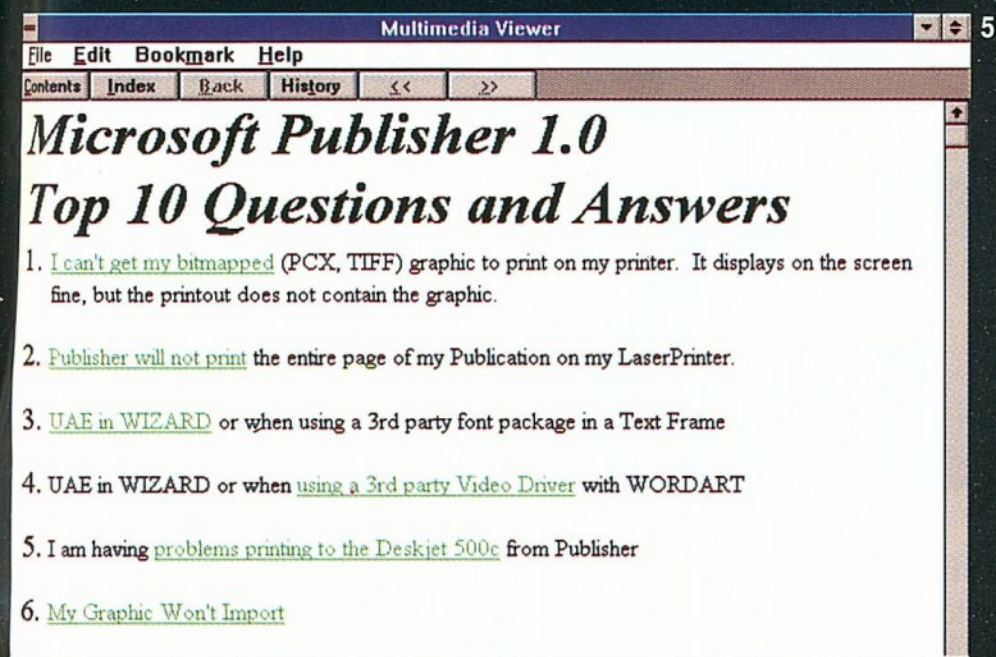 Multimedia Viewer
5
File Edit Bookmark Help
Contents Index Back History << >>
Microsoft Publisher 1.0
Top 10 Questions and Answers
1. I can't get my bitmapped (PCX, TIFF) graphic to print on my printer. It displays on the screen
fine, but the printout does not contain the graphic.
2. Publisher will not print the entire page of my Publication on my LaserPrinter.
3. UAE in WIZARD or when using a 3rd party font package in a Text Frame
4. UAE in WIZARD or when using a 3rd party Video Driver with WORDART
5. I am having problems printing to the Deskjet 500c from Publisher
6. My Graphic Won't Import